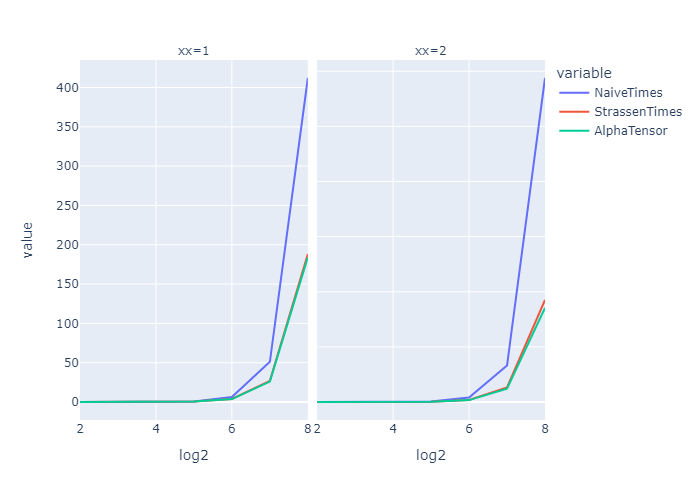 xx=1
xx=2
variable
NaiveTimes
StrassenTimes
AlphaTensor
value
400
350
300
250
200
150
100
50
0
2
4
6
8
2
4
6
8
log2
log2